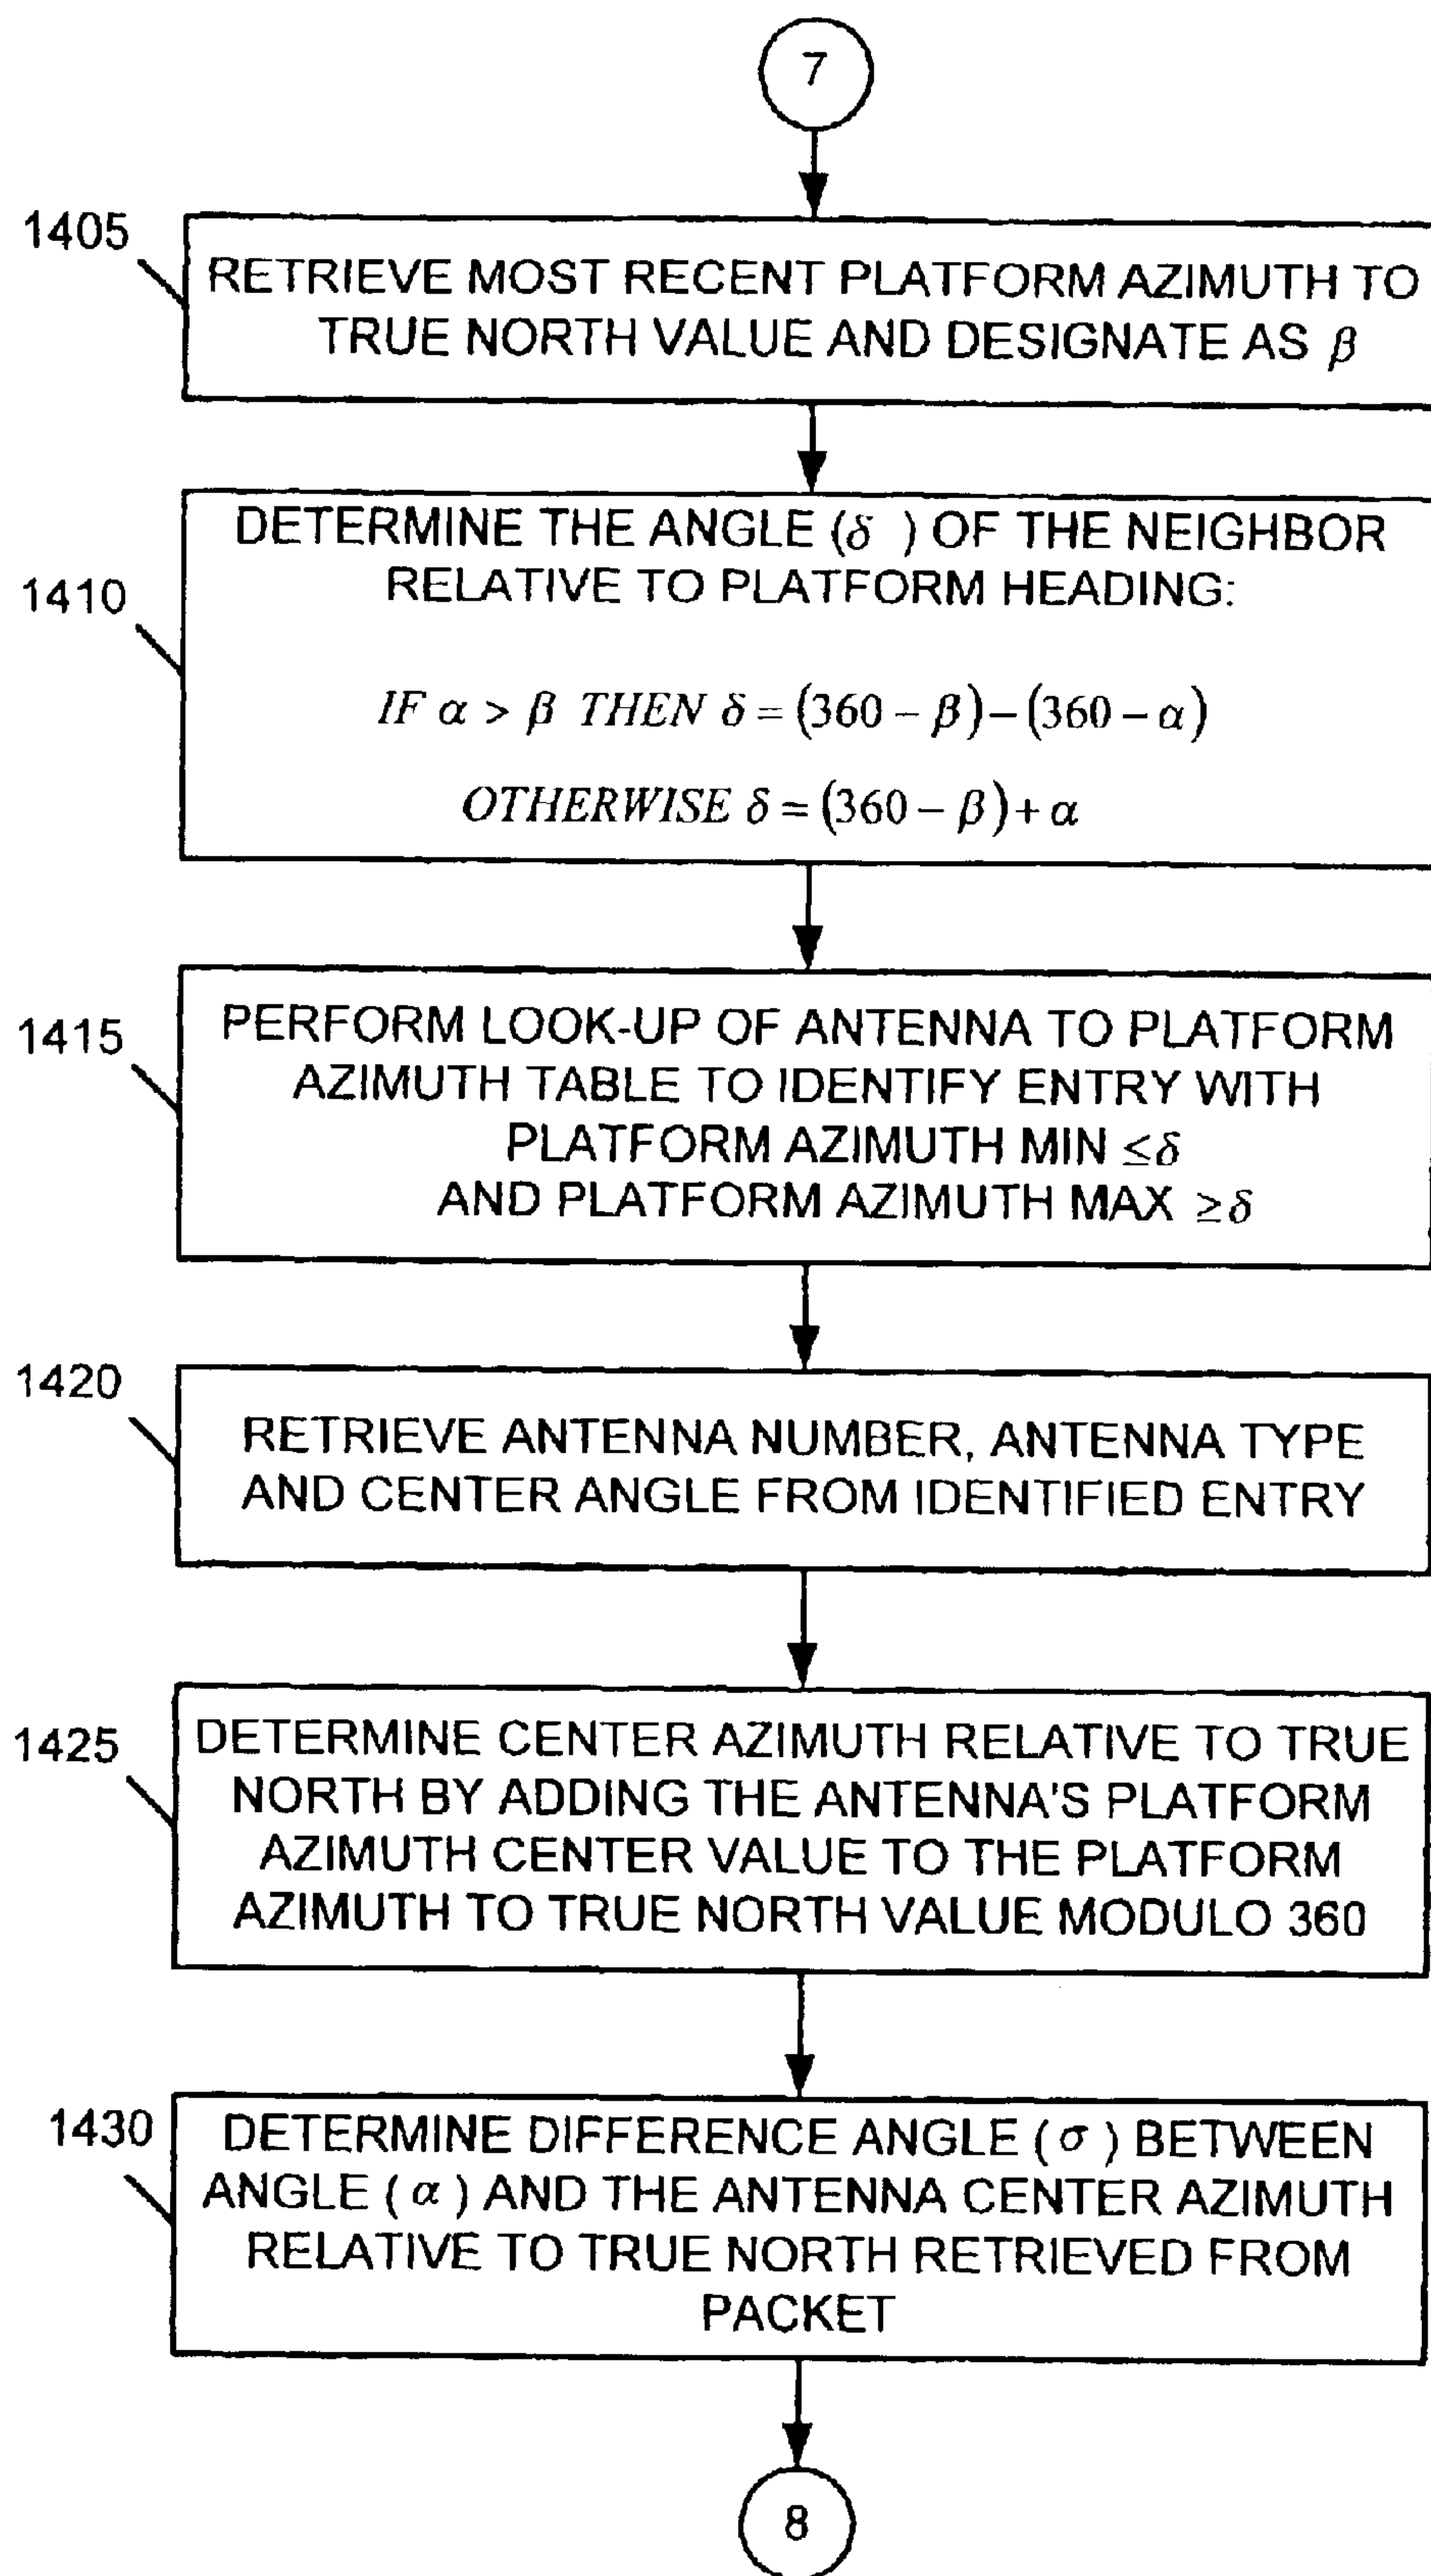 7
1405
RETRIEVE MOST RECENT PLATFORM AZIMUTH TO
TRUE NORTH VALUE AND DESIGNATE AS β
1410
DETERMINE THE ANGLE (δ ) OF THE NEIGHBOR
RELATIVE TO PLATFORM HEADING:
IF α > β THEN δ = (360 – β) – (360 – α)
OTHERWISE δ = (360 – β) + α
1415
PERFORM LOOK-UP OF ANTENNA TO PLATFORM
AZIMUTH TABLE TO IDENTIFY ENTRY WITH
PLATFORM AZIMUTH MIN ≤δ
AND PLATFORM AZIMUTH MAX ≥δ
1420
RETRIEVE ANTENNA NUMBER, ANTENNA TYPE
AND CENTER ANGLE FROM IDENTIFIED ENTRY
1425
DETERMINE CENTER AZIMUTH RELATIVE TO TRUE
NORTH BY ADDING THE ANTENNA'S PLATFORM
AZIMUTH CENTER VALUE TO THE PLATFORM
AZIMUTH TO TRUE NORTH VALUE MODULO 360
1430
DETERMINE DIFFERENCE ANGLE (σ ) BETWEEN
ANGLE ( α ) AND THE ANTENNA CENTER AZIMUTH
RELATIVE TO TRUE NORTH RETRIEVED FROM
PACKET
8